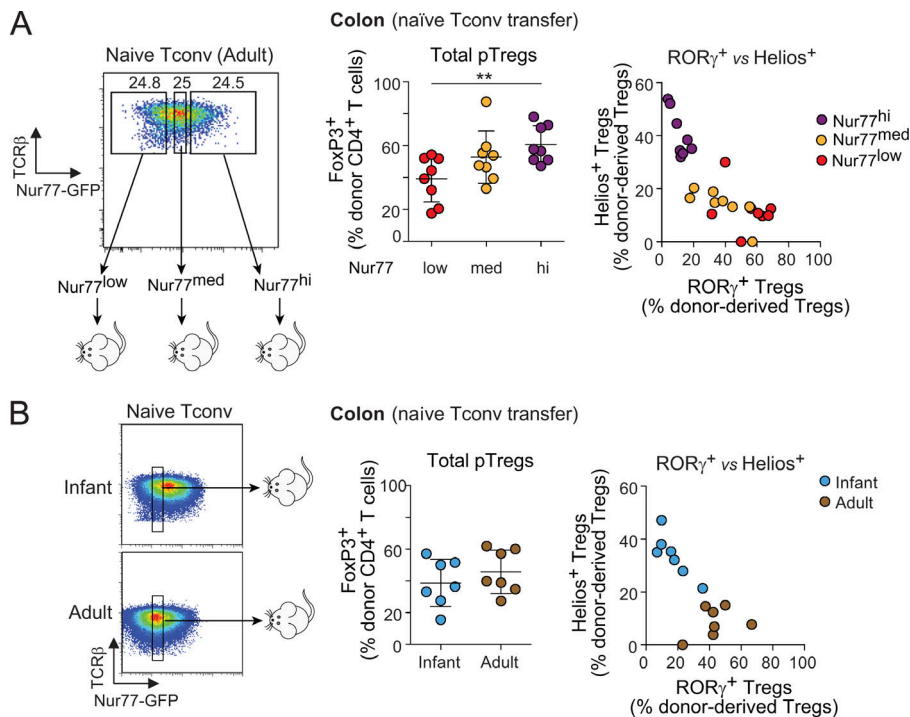 A
Naive Tconv (Adult)
24.8 25 24.5
TCRβ
Nur77-GFP
Nur77low
Nur77med
Nur77hi
Colon (naïve Tconv transfer)
Total pTregs
FoxP3+
(% donor CD4+ T cells)
100
80
60
40
20
0
**
Nur77 low med hi
RORγ+ vs Helios+
Helios+ Tregs
(% donor-derived Tregs)
80
60
40
20
0
0 20 40 60 80 100
RORγ+ Tregs
(% donor-derived Tregs)
Nur77hi
Nur77med
Nur77low
B
Naive Tconv
Infant
Adult
TCRβ
Nur77-GFP
Colon (naive Tconv transfer)
Total pTregs
FoxP3+
(% donor CD4+ T cells)
100
80
60
40
20
0
Infant Adult
RORγ+ vs Helios+
Helios+ Tregs
(% donor-derived Tregs)
60
40
20
0
0 20 40 60 80 100
RORγ+ Tregs
(% donor-derived Tregs)
Infant
Adult